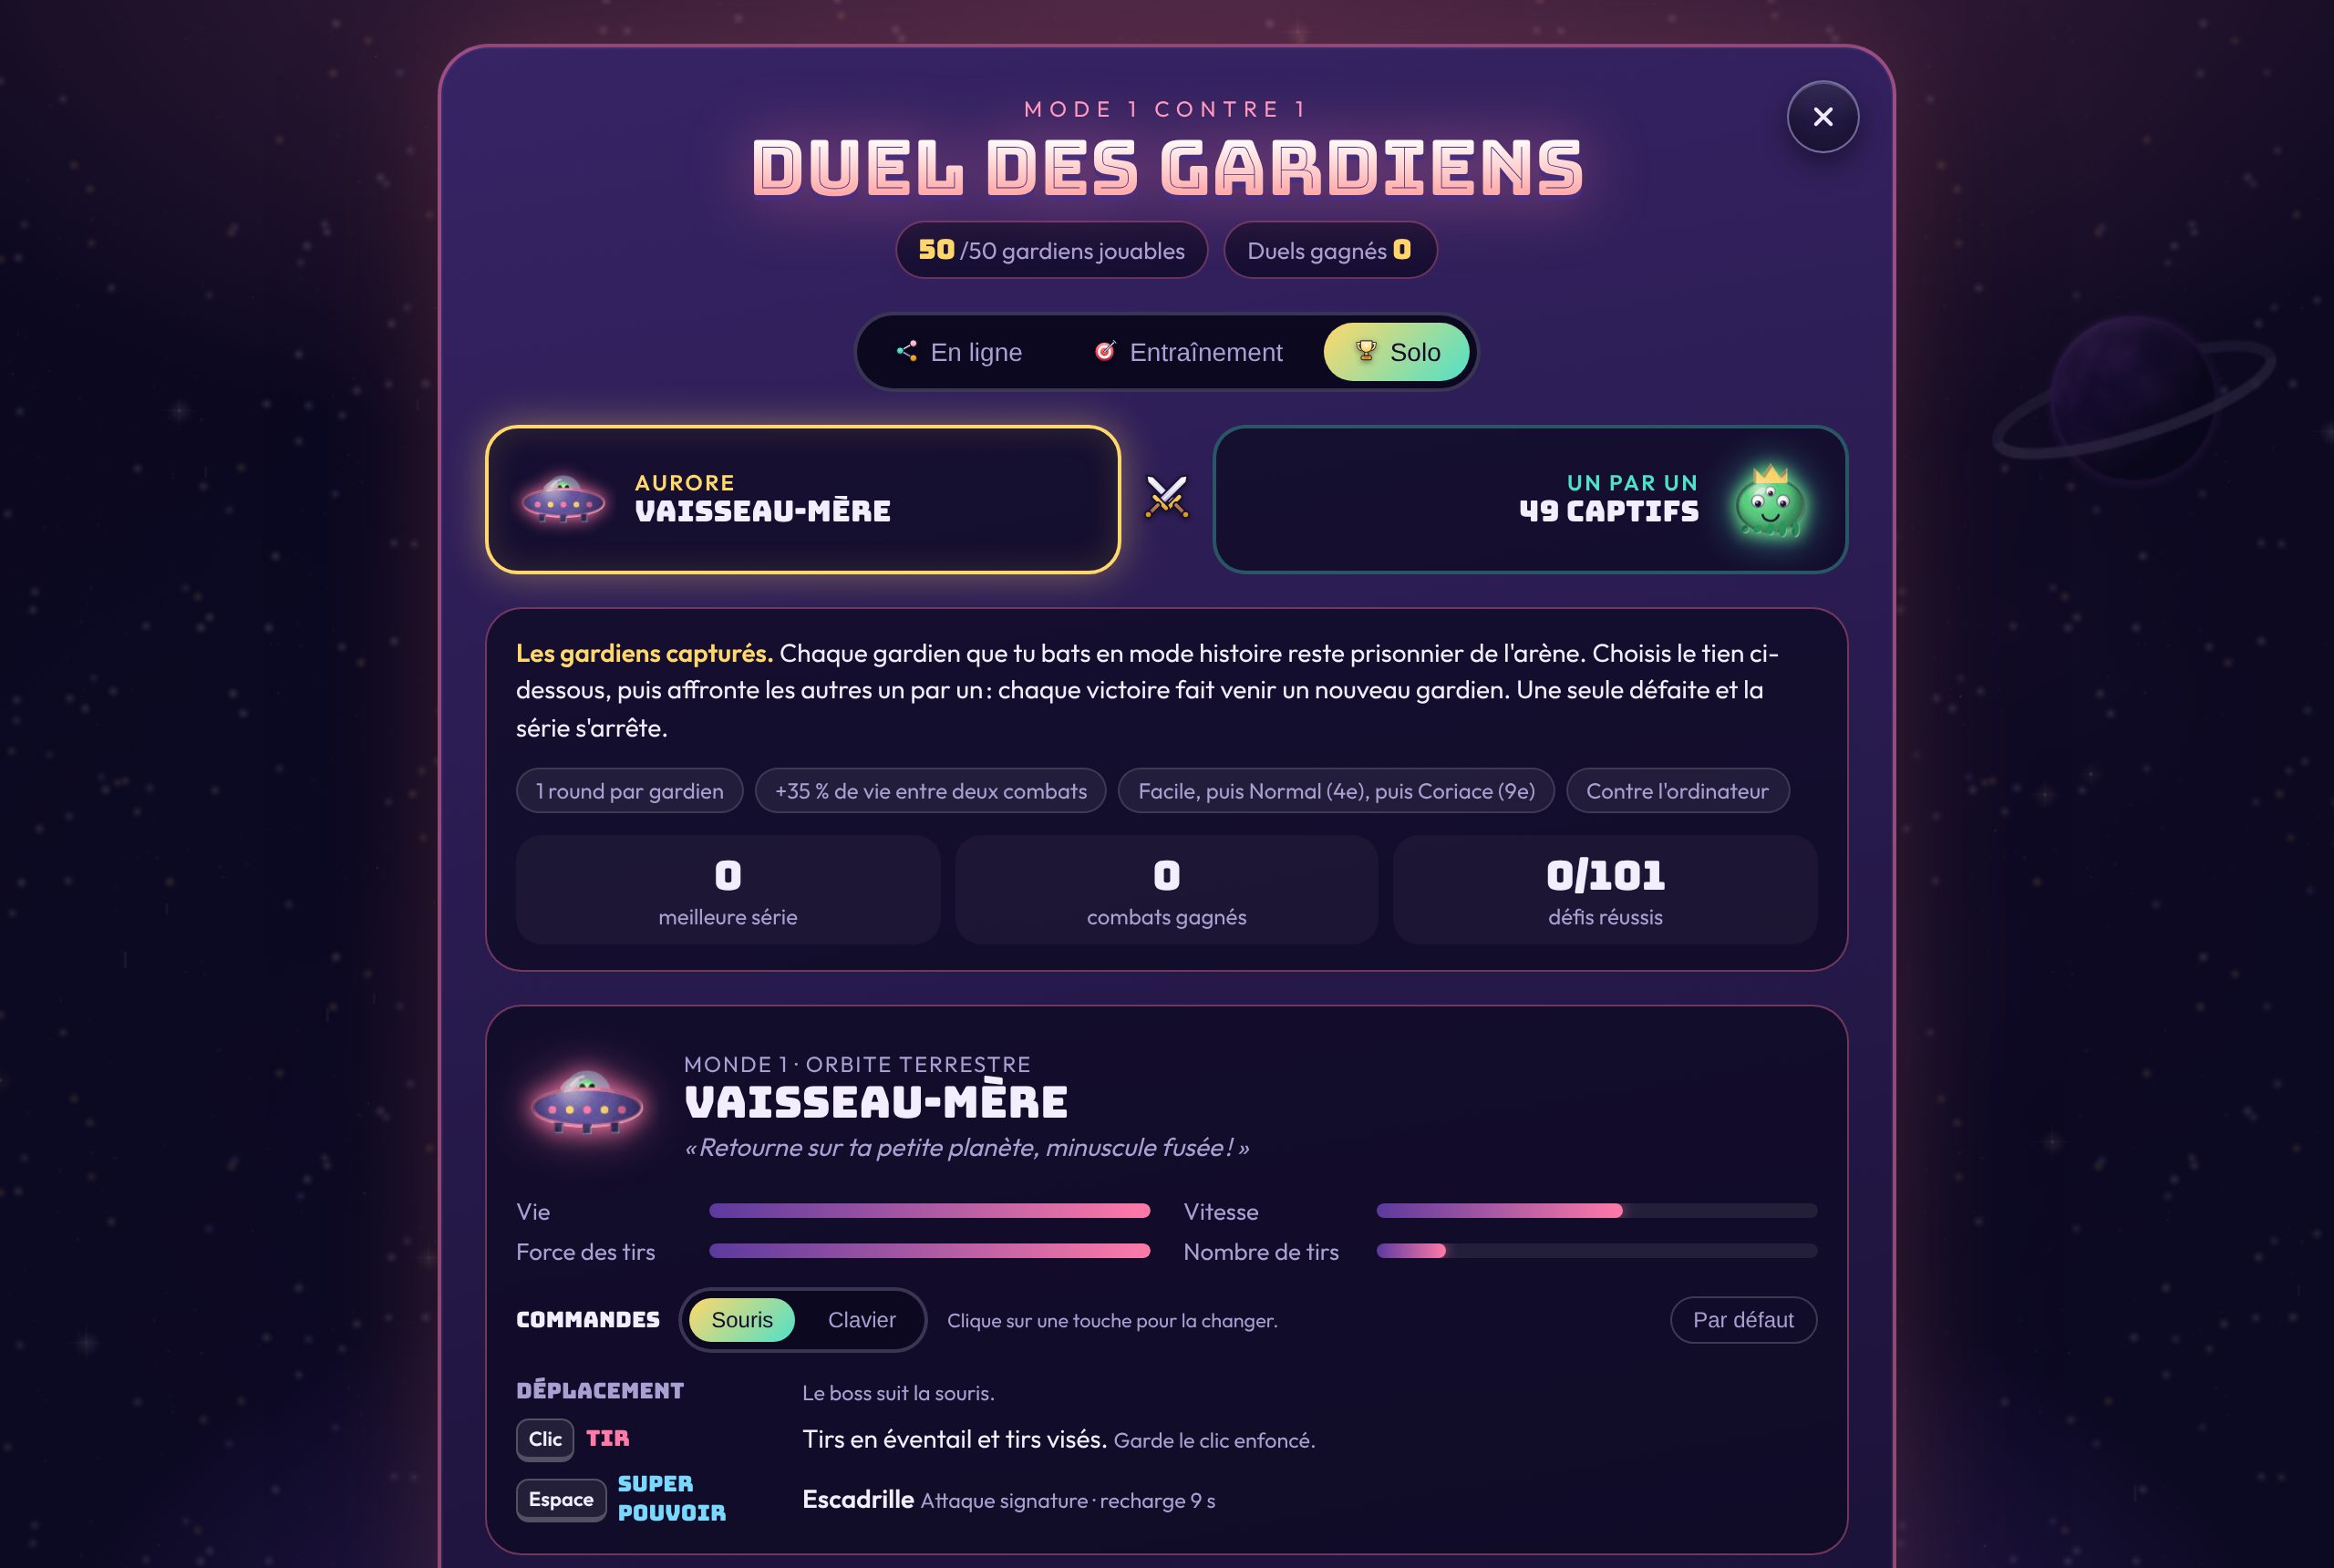 MODE 1 CONTRE 1
DUEL DES GARDIENS
50 /50 gardiens jouables
Duels gagnés 0
En ligne
Entraînement
Solo
AURORE
VAISSEAU-MÈRE
UN PAR UN
49 CAPTIFS
Les gardiens capturés. Chaque gardien que tu bats en mode histoire reste prisonnier de l'arène. Choisis le tien ci-
dessous, puis affronte les autres un par un : chaque victoire fait venir un nouveau gardien. Une seule défaite et la
série s'arrête.
1 round par gardien
+35 % de vie entre deux combats
Facile, puis Normal (4e), puis Coriace (9e)
Contre l'ordinateur
0
meilleure série
0
combats gagnés
0/101
défis réussis
MONDE 1 · ORBITE TERRESTRE
VAISSEAU-MÈRE
« Retourne sur ta petite planète, minuscule fusée ! »
Vie
Vitesse
Force des tirs
Nombre de tirs
COMMANDES
Souris
Clavier
Clique sur une touche pour la changer.
Par défaut
DÉPLACEMENT
Le boss suit la souris.
Clic
TIR
Tirs en éventail et tirs visés. Garde le clic enfoncé.
Espace
SUPER
POUVOIR
Escadrille Attaque signature · recharge 9 s